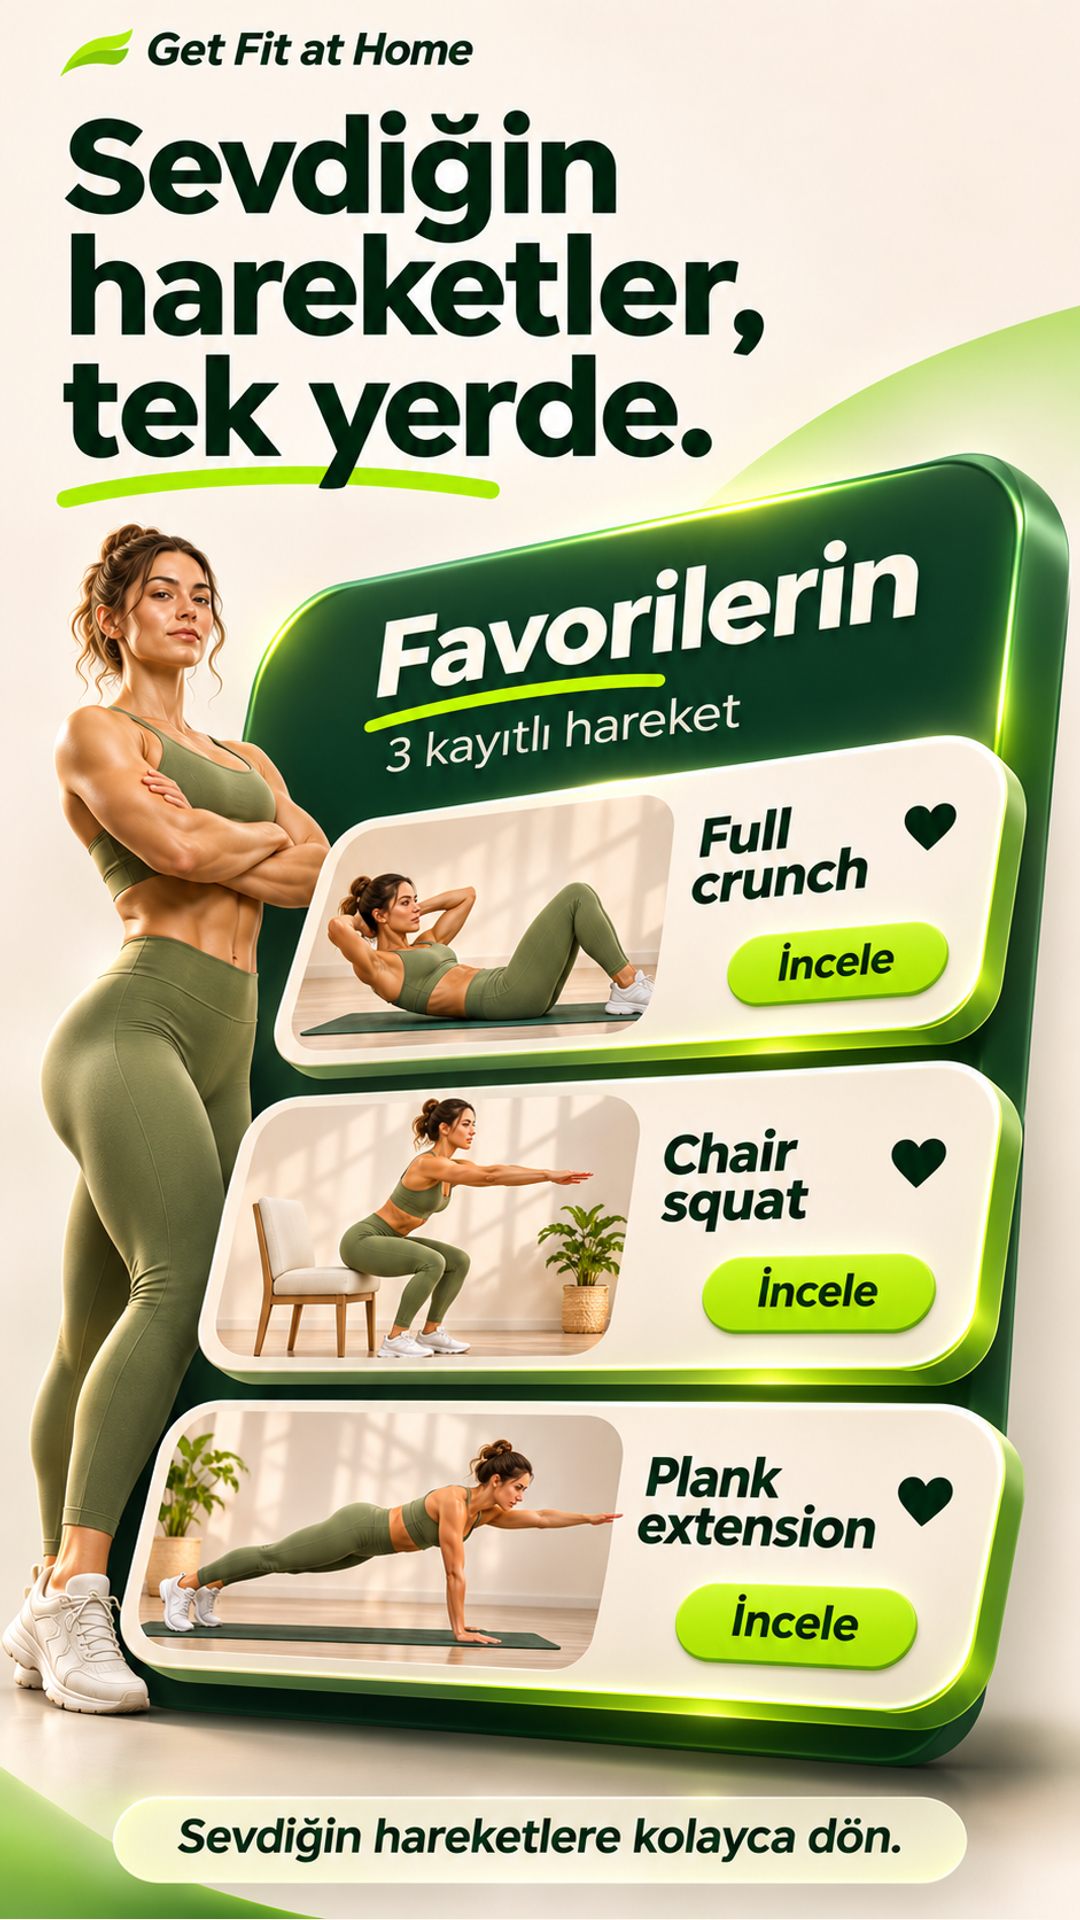 Get Fit at Home
Sevdiğin
hareketler,
tek yerde.
Favorilerin
3 kayıtlı hareket
Full
crunch
İncele
Chair
squat
İncele
Plank
extension
İncele
Sevdiğin hareketlere kolayca dön.